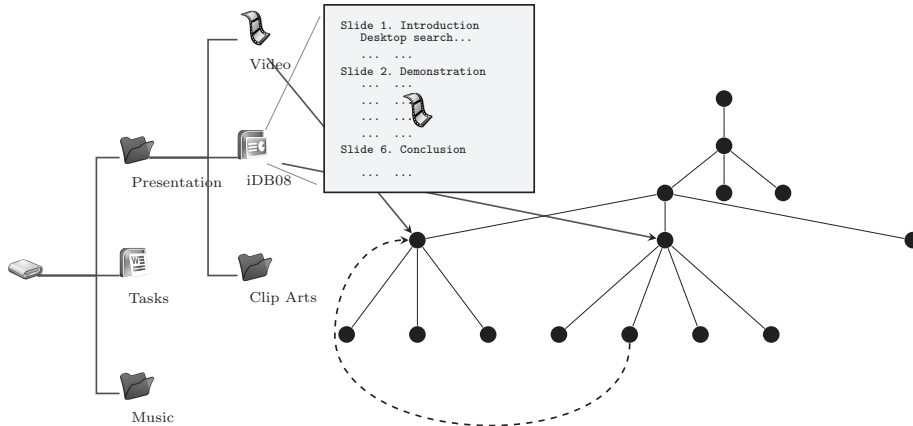 Slide 1. Introduction
Desktop search...
... ...
Slide 2. Demonstration
... ...
... ...
... ...
... ...
Slide 6. Conclusion
... ...
Video
Presentation
iDB08
Tasks
Clip Arts
Music